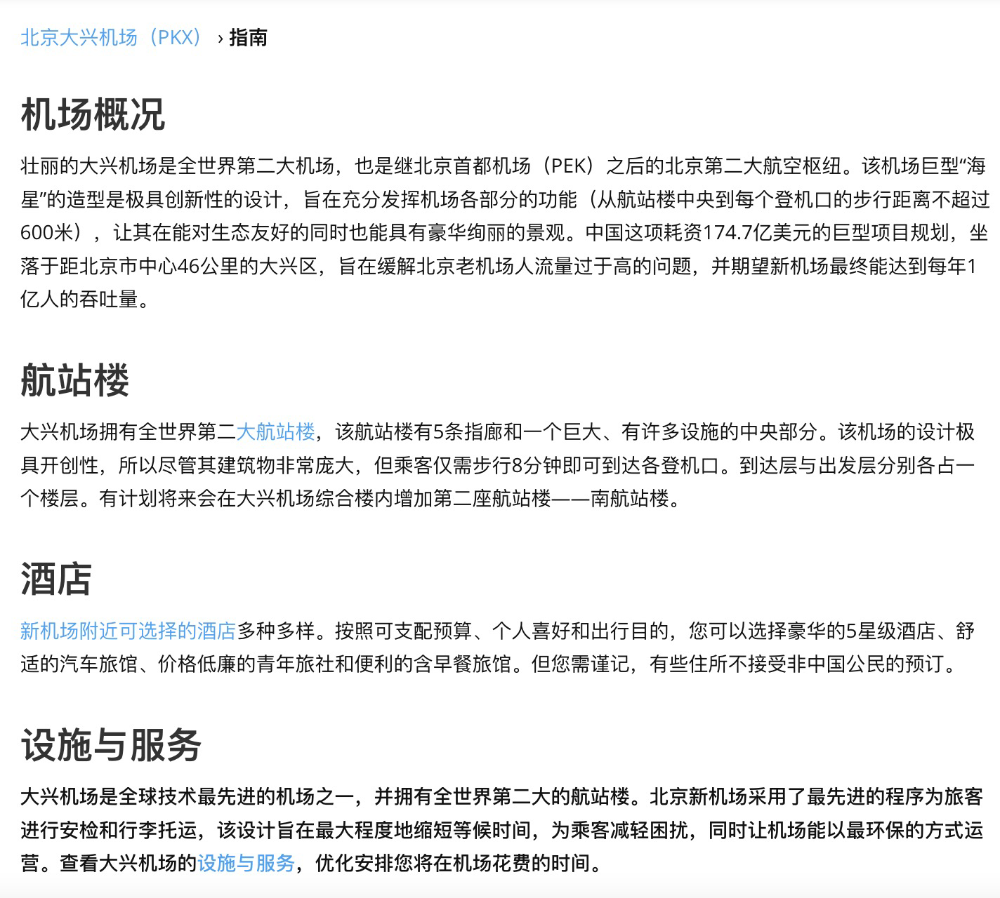 北京大兴机场（PKX） › 指南
机场概况
壮丽的大兴机场是全世界第二大机场，也是继北京首都机场（PEK）之后的北京第二大航空枢纽。该机场巨型“海
星”的造型是极具创新性的设计，旨在充分发挥机场各部分的功能（从航站楼中央到每个登机口的步行距离不超过
600米），让其在能对生态友好的同时也能具有豪华绚丽的景观。中国这项耗资174.7亿美元的巨型项目规划，坐
落于距北京市中心46公里的大兴区，旨在缓解北京老机场人流量过于高的问题，并期望新机场最终能达到每年1
亿人的吞吐量。
航站楼
大兴机场拥有全世界第二大航站楼，该航站楼有5条指廊和一个巨大、有许多设施的中央部分。该机场的设计极
具开创性，所以尽管其建筑物非常庞大，但乘客仅需步行8分钟即可到达各登机口。到达层与出发层分别各占一
个楼层。有计划将来会在大兴机场综合楼内增加第二座航站楼——南航站楼。
酒店
新机场附近可选择的酒店多种多样。按照可支配预算、个人喜好和出行目的，您可以选择豪华的5星级酒店、舒
适的汽车旅馆、价格低廉的青年旅社和便利的含早餐旅馆。但您需谨记，有些住所不接受非中国公民的预订。
设施与服务
大兴机场是全球技术最先进的机场之一，并拥有全世界第二大的航站楼。北京新机场采用了最先进的程序为旅客
进行安检和行李托运，该设计旨在最大程度地缩短等候时间，为乘客减轻困扰，同时让机场能以最环保的方式运
营。查看大兴机场的设施与服务，优化安排您将在机场花费的时间。